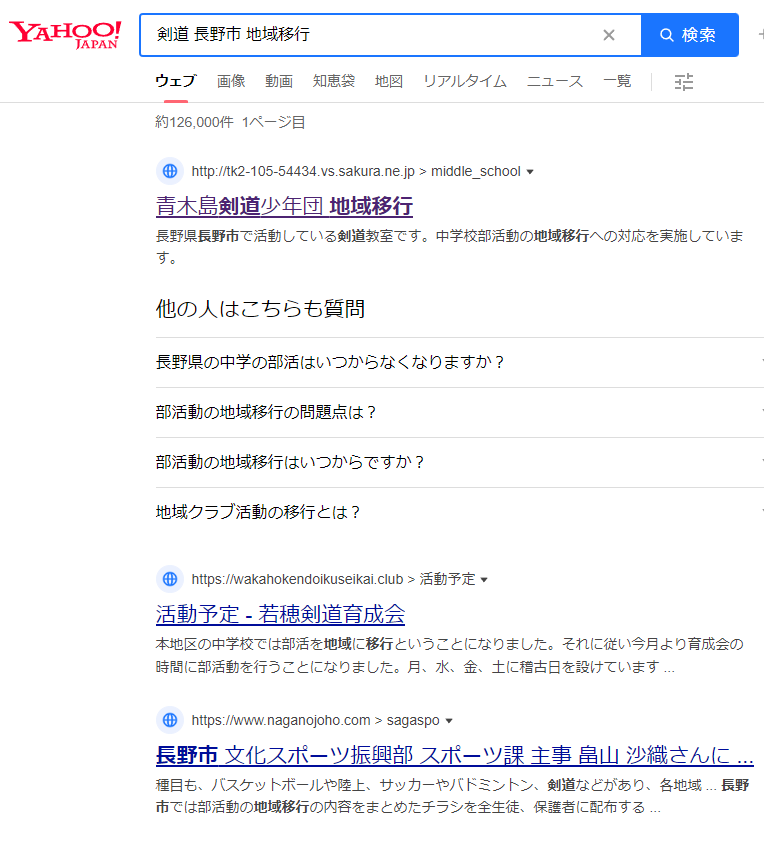 YAHOO!
JAPAN
剣道 長野市 地域移行
検索
ウェブ 画像 動画 知恵袋 地図 リアルタイム ニュース 一覧
約126,000件 1ページ目
http://tk2-105-54434.vs.sakura.ne.jp > middle_school
青木島剣道少年団 地域移行
長野県長野市で活動している剣道教室です。中学校部活動の地域移行への対応を実施していま
す。
他の人はこちらも質問
長野県の中学の部活はいつからなくなりますか？
部活動の地域移行の問題点は？
部活動の地域移行はいつからですか？
地域クラブ活動の移行とは？
https://wakahokendoikuseikai.club > 活動予定
活動予定 - 若穂剣道育成会
本地区の中学校では部活を地域に移行ということになりました。それに従い今月より育成会の
時間に部活動を行うことになりました。月、水、金、土に稽古日を設けています ...
https://www.naganojoho.com > sagaspo
長野市 文化スポーツ振興部 スポーツ課 主事 畠山 沙織さんに ...
種目も、バスケットボールや陸上、サッカーやバドミントン、剣道などがあり、各地域 ... 長野
市では部活動の地域移行の内容をまとめたチラシを全生徒、保護者に配布する ...